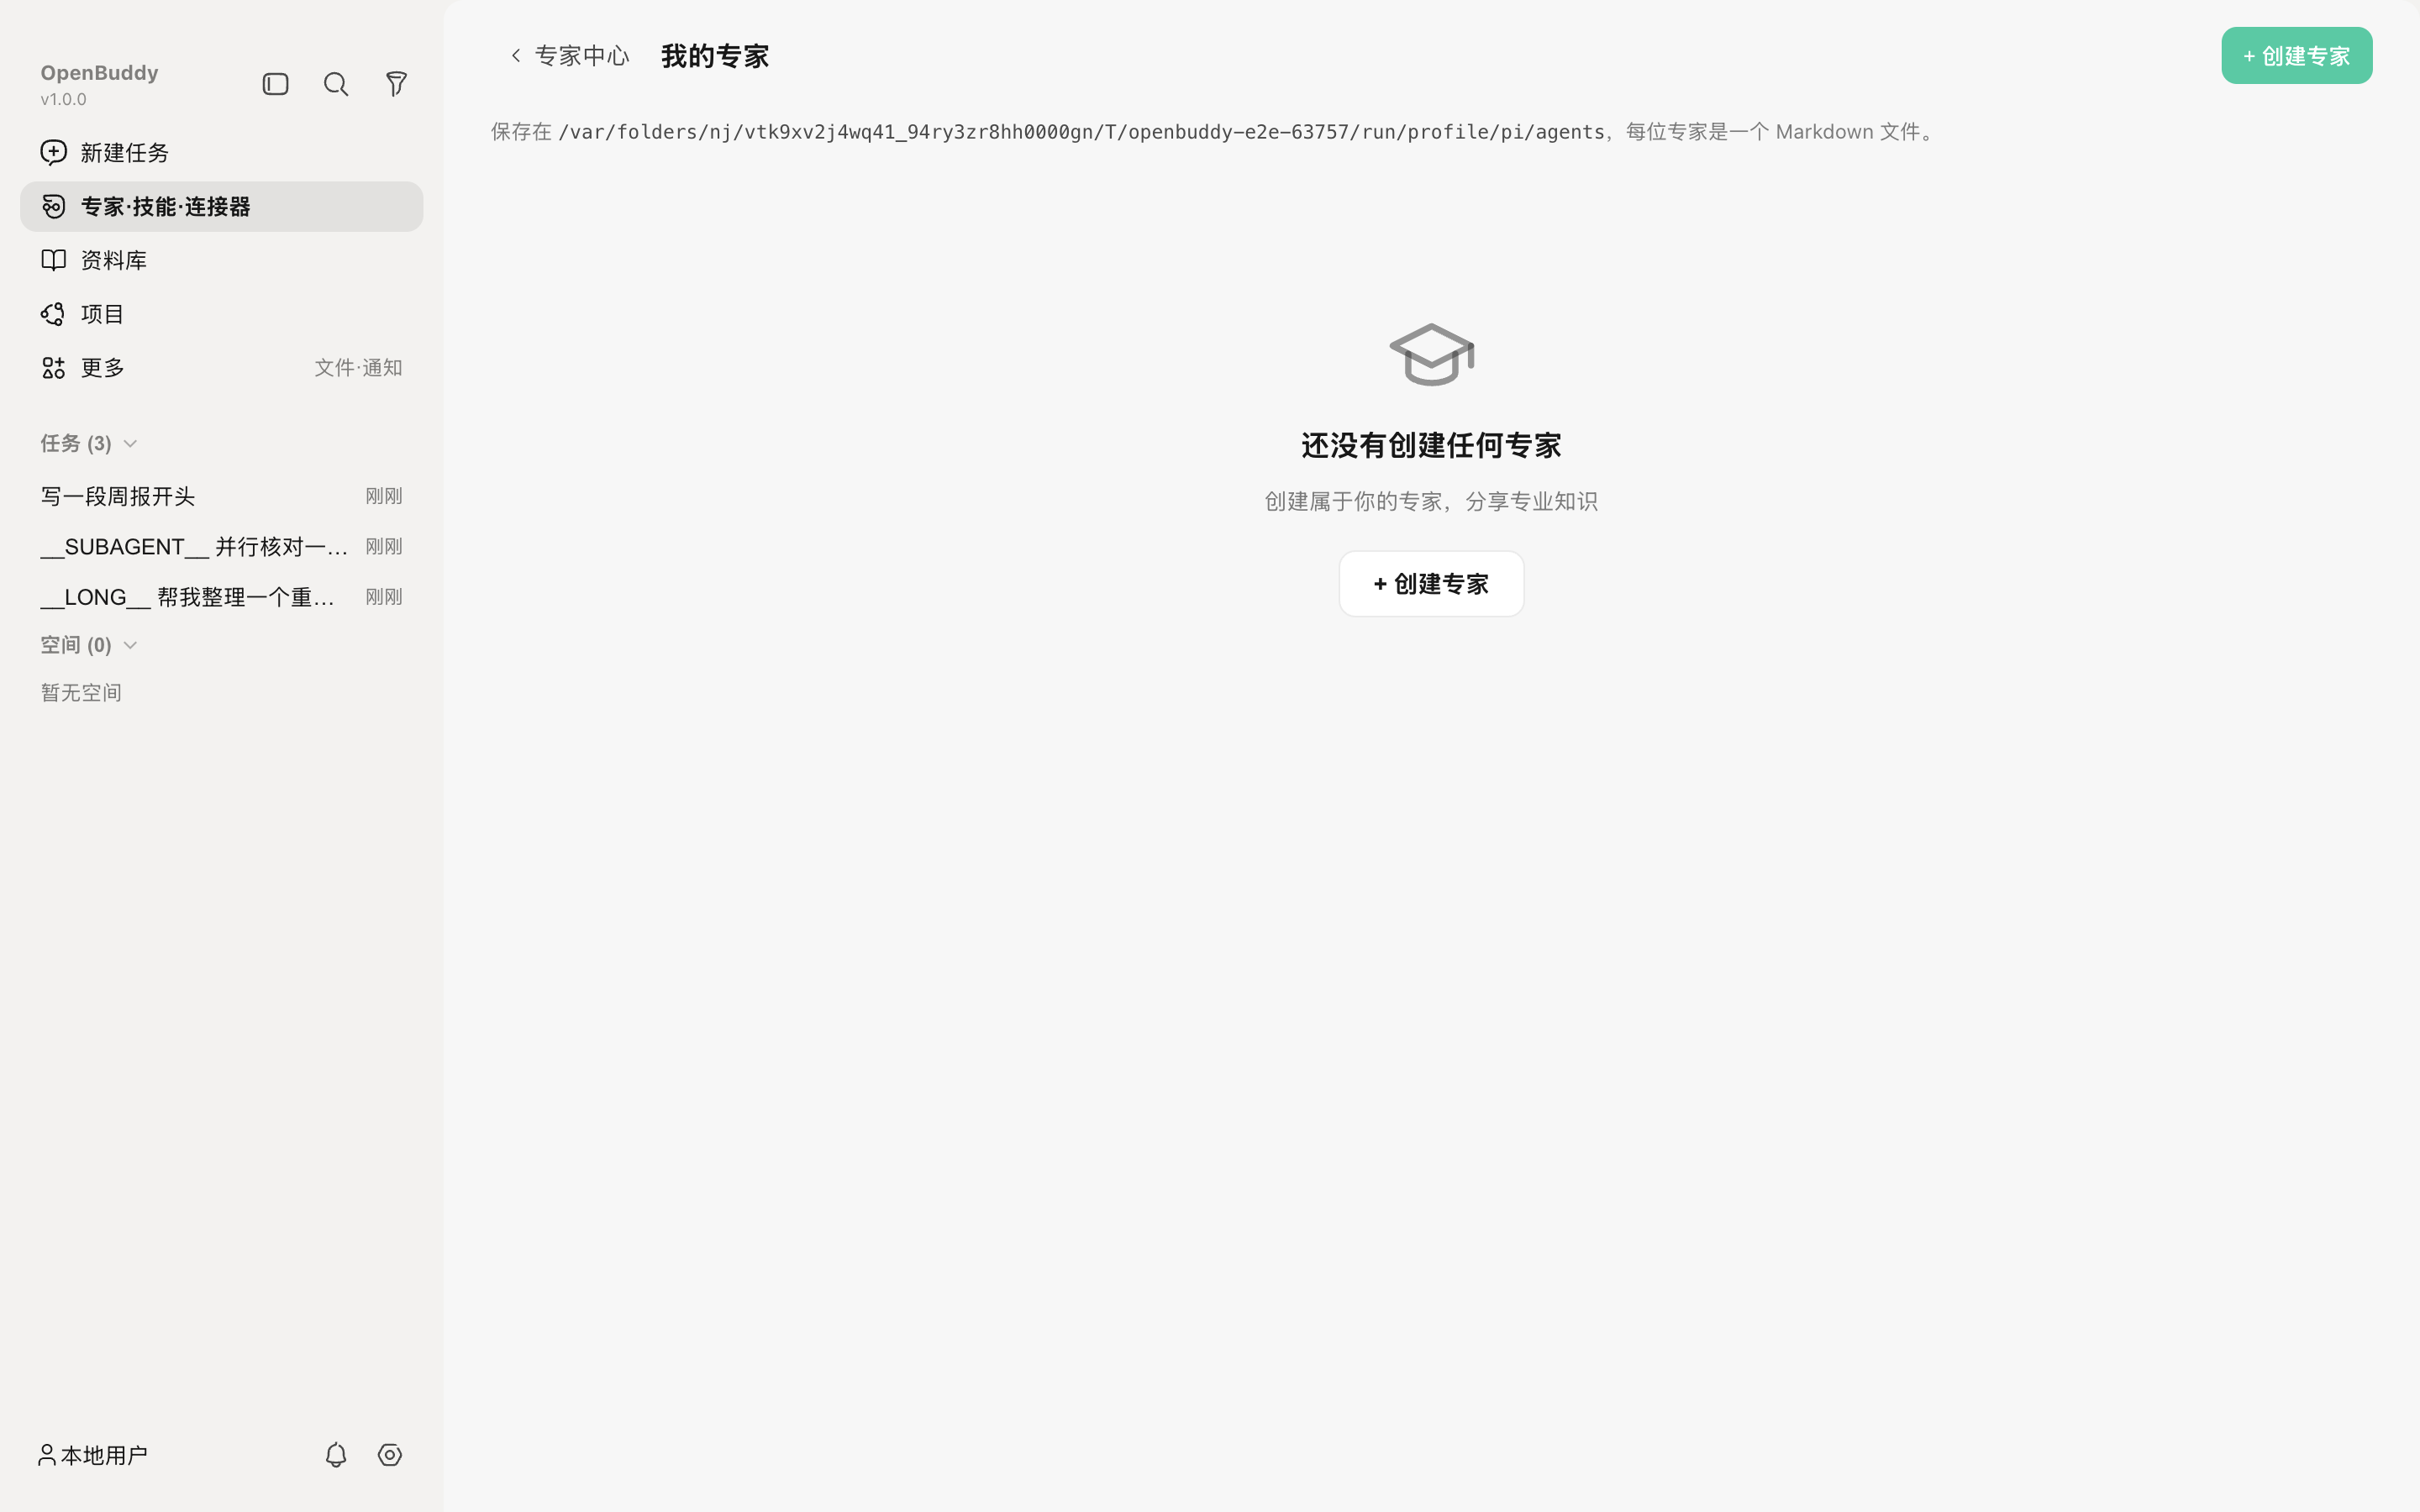 OpenBuddy
v1.0.0
新建任务
专家·技能·连接器
资料库
项目
更多 文件·通知
任务 (3)
写一段周报开头 刚刚
__SUBAGENT__ 并行核对一… 刚刚
__LONG__ 帮我整理一个重… 刚刚
空间 (0)
暂无空间
本地用户
专家中心 我的专家
+ 创建专家
保存在 /var/folders/nj/vtk9xv2j4wq41_94ry3zr8hh0000gn/T/openbuddy-e2e-63757/run/profile/pi/agents，每位专家是一个 Markdown 文件。
还没有创建任何专家
创建属于你的专家，分享专业知识
+ 创建专家